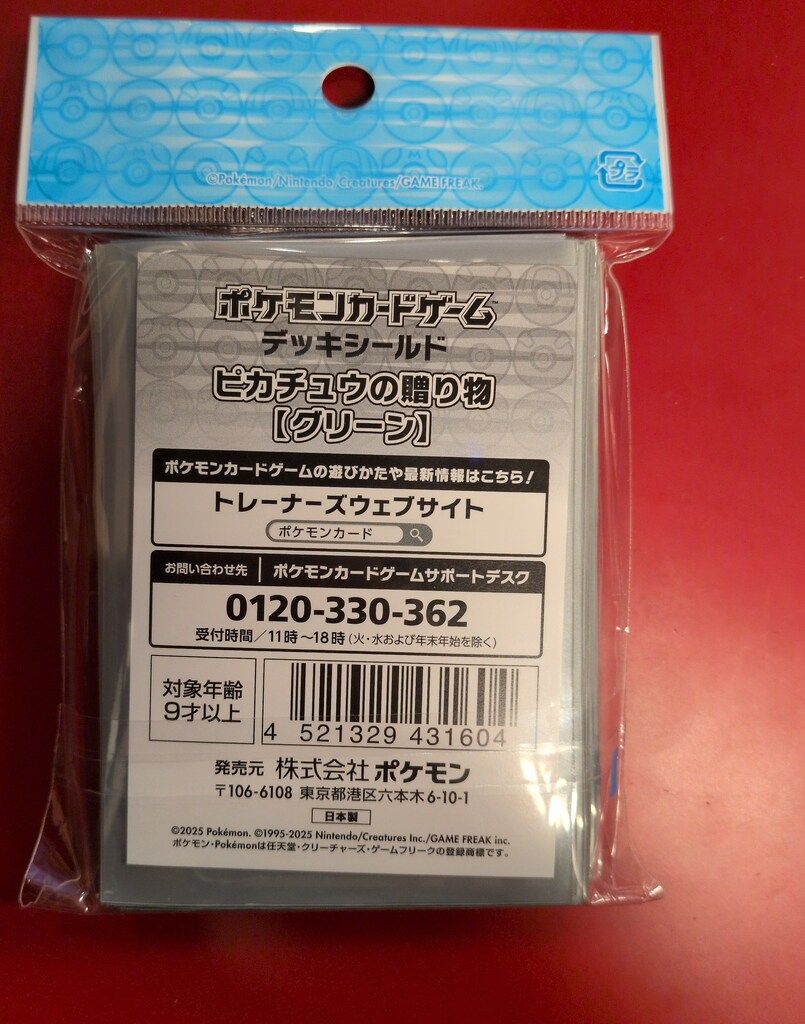 ©Pokémon/Nintendo/Creatures/GAME FREAK.
プラ
ポケモンカードゲーム™
デッキシールド
ピカチュウの贈り物
【グリーン】
ポケモンカードゲームの遊びかたや最新情報はこちら!
トレーナーズウェブサイト
ポケモンカード
お問い合わせ先 ポケモンカードゲームサポートデスク
0120-330-362
受付時間/11時~18時(火・水および年末年始を除く)
対象年齢
9才以上
4 521329 431604
発売元 株式会社 ポケモン
〒106-6108 東京都港区六本木6-10-1
日本製
©2025 Pokémon. ©1995-2025 Nintendo/Creatures Inc./GAME FREAK inc.
ポケモン・Pokémonは任天堂・クリーチャーズ・ゲームフリークの登録商標です。